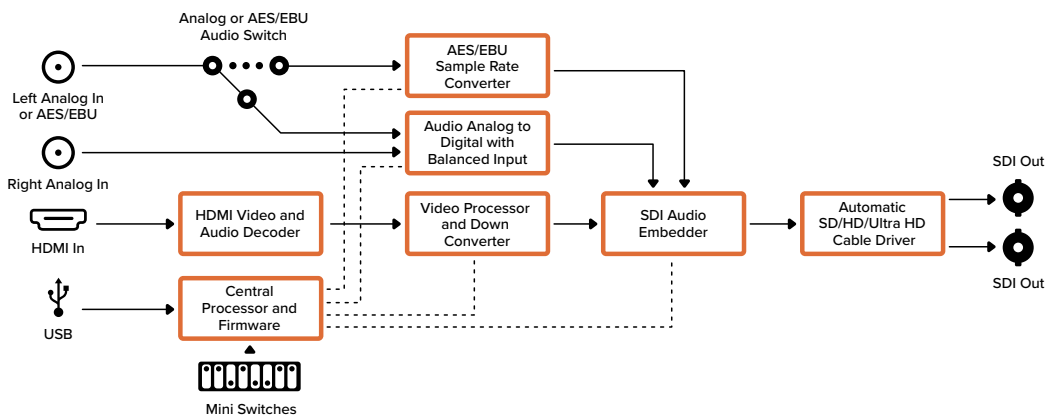 Analog or AES/EBU
Audio Switch
Left Analog In
or AES/EBU
AES/EBU
Sample Rate
Converter
Audio Analog to
Digital with
Balanced Input
Right Analog In
HDMI In
HDMI Video and
Audio Decoder
Video Processor
and Down
Converter
SDI Audio
Embedder
Automatic
SD/HD/Ultra HD
Cable Driver
SDI Out
SDI Out
USB
Central
Processor and
Firmware
Mini Switches